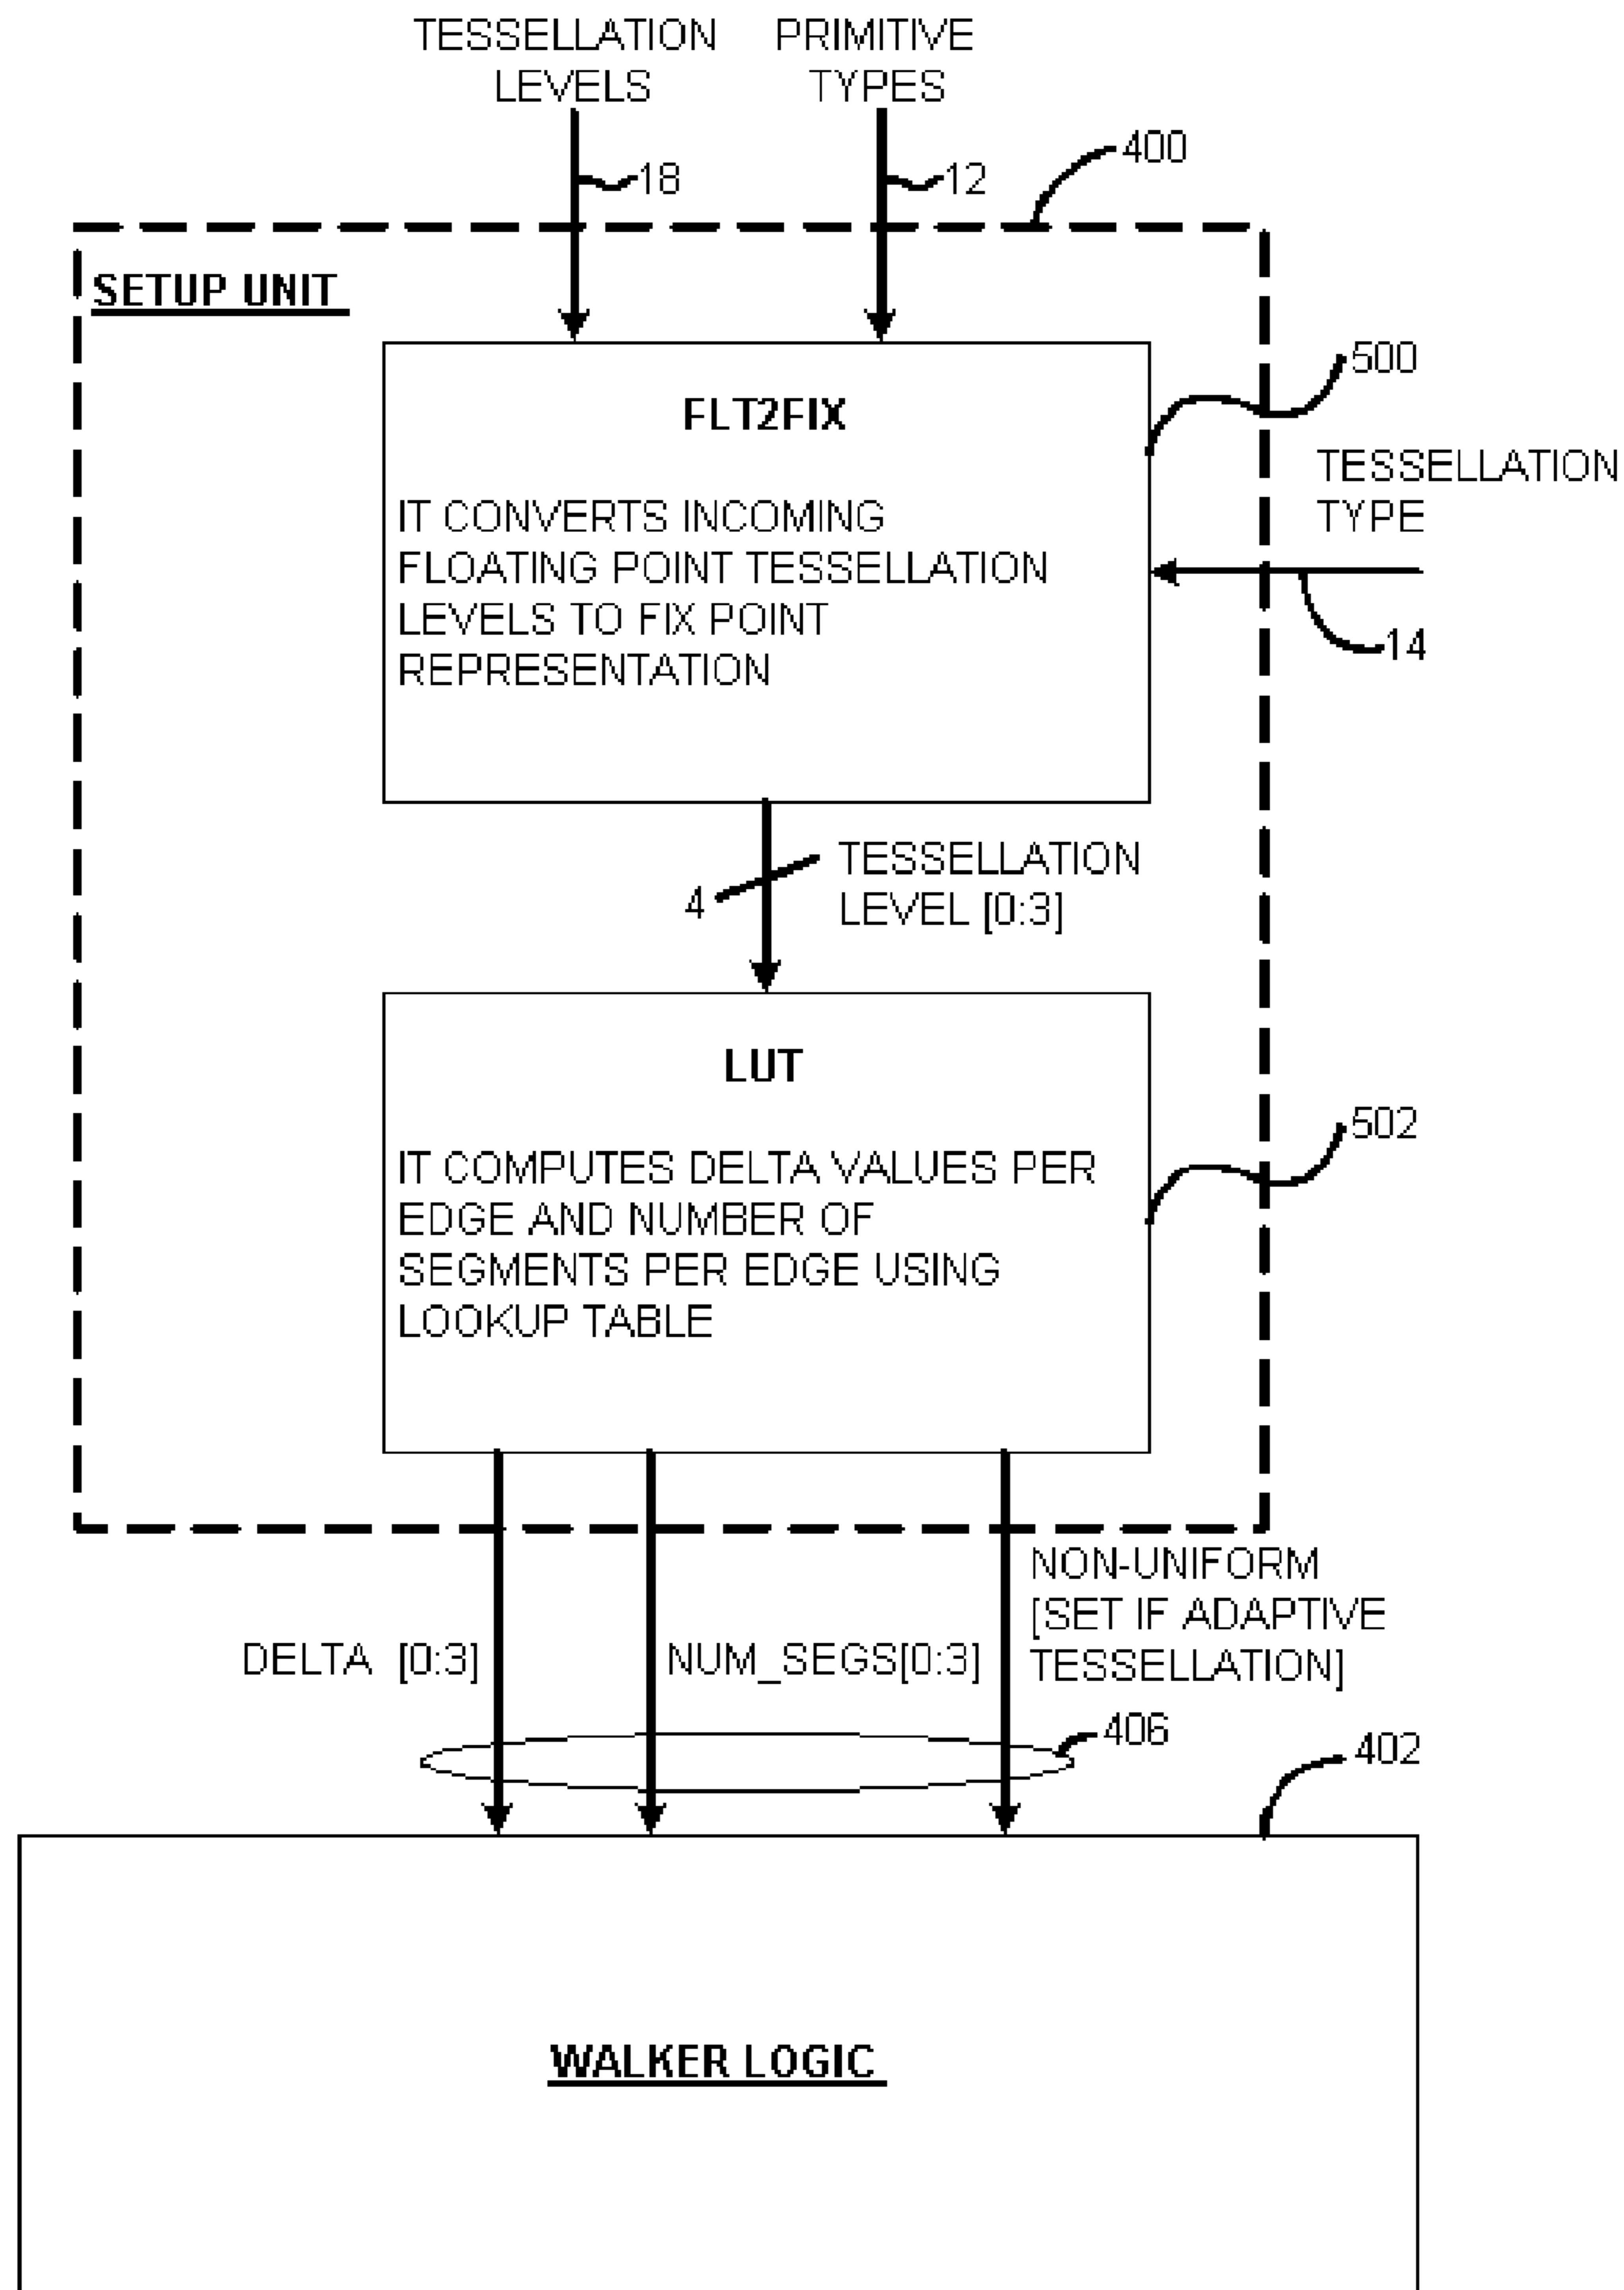 TESSELLATION
LEVELS
PRIMITIVE
TYPES
18
12
400
SETUP UNIT
500
FLT2FIX
IT CONVERTS INCOMING
FLOATING POINT TESSELLATION
LEVELS TO FIX POINT
REPRESENTATION
TESSELLATION
TYPE
14
4
TESSELLATION
LEVEL [0:3]
LUT
502
IT COMPUTES DELTA VALUES PER
EDGE AND NUMBER OF
SEGMENTS PER EDGE USING
LOOKUP TABLE
DELTA [0:3]
NUM_SEGS[0:3]
NON-UNIFORM
[SET IF ADAPTIVE
TESSELLATION]
406
402
WALKER LOGIC